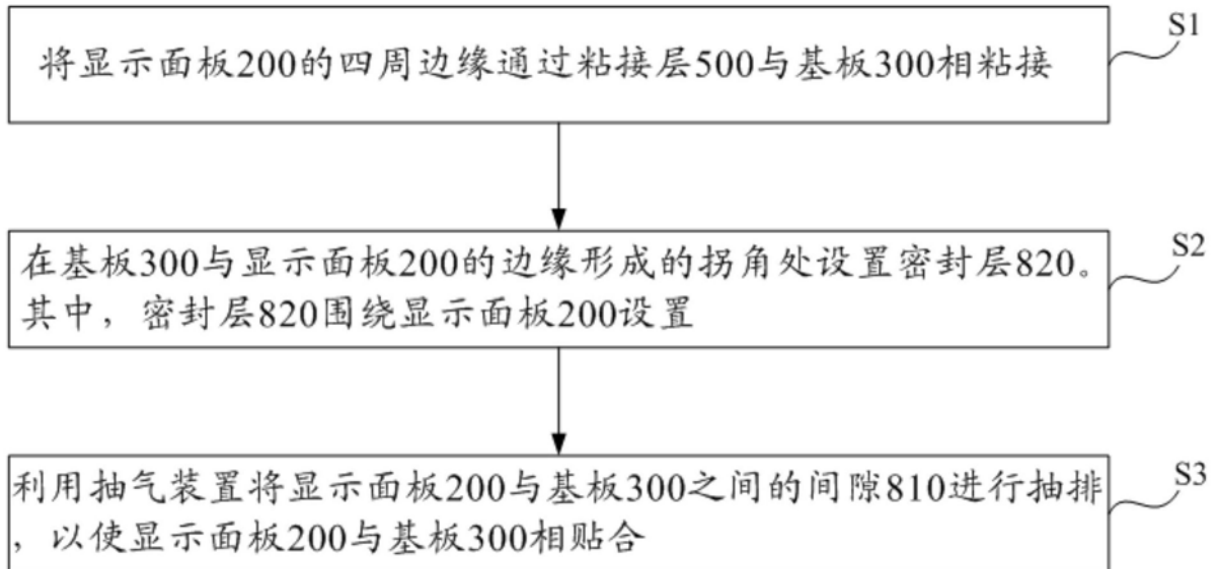 S1
将显示面板200的四周边缘通过粘接层500与基板300相粘接
S2
在基板300与显示面板200的边缘形成的拐角处设置密封层820。
其中，密封层820围绕显示面板200设置
S3
利用抽气装置将显示面板200与基板300之间的间隙810进行抽排
，以使显示面板200与基板300相贴合